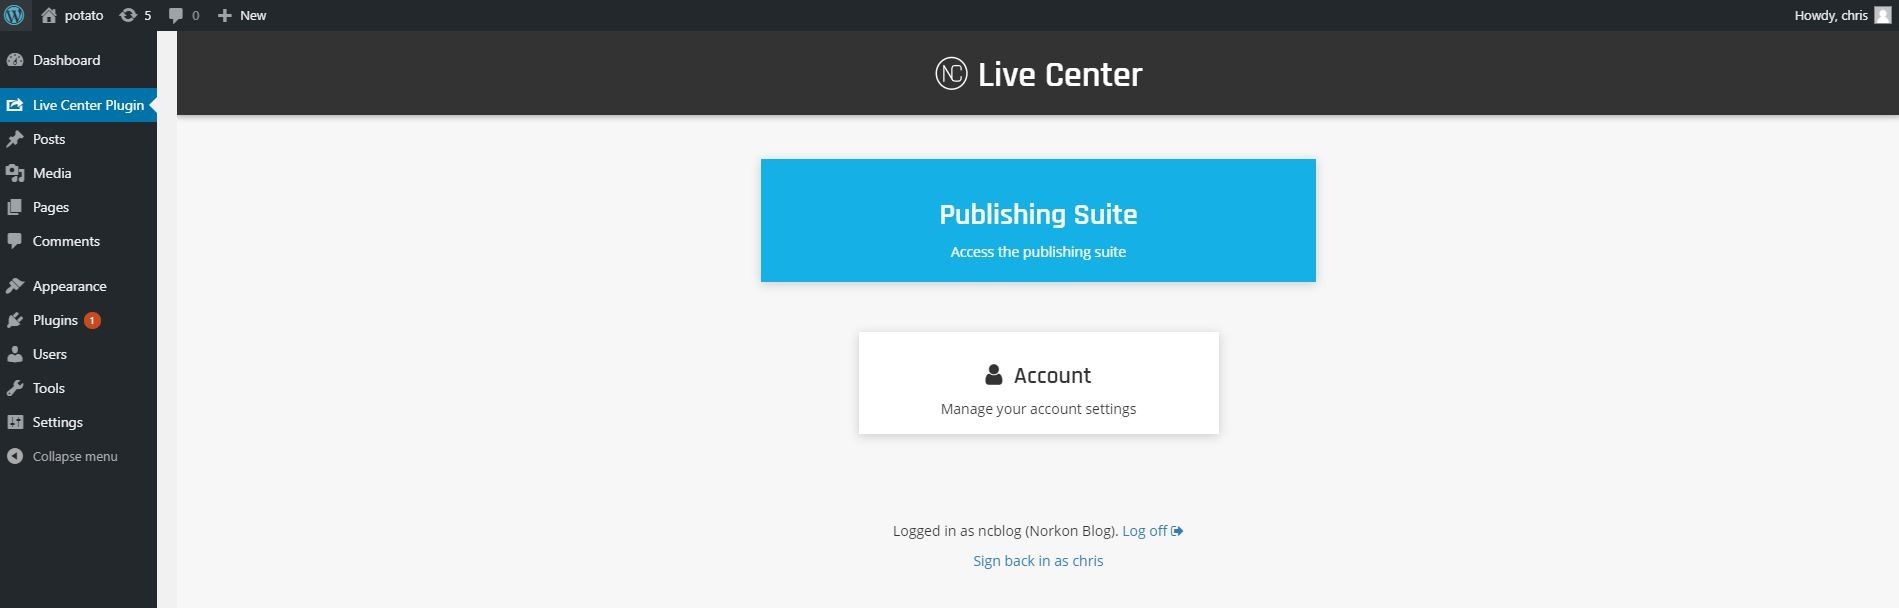 potato 5 0 New Howdy, chris
Dashboard
Live Center Plugin
Posts
Media
Pages
Comments
Appearance
Plugins 1
Users
Tools
Settings
Collapse menu
NC Live Center
Publishing Suite
Access the publishing suite
Account
Manage your account settings
Logged in as ncblog (Norkon Blog). Log off
Sign back in as chris